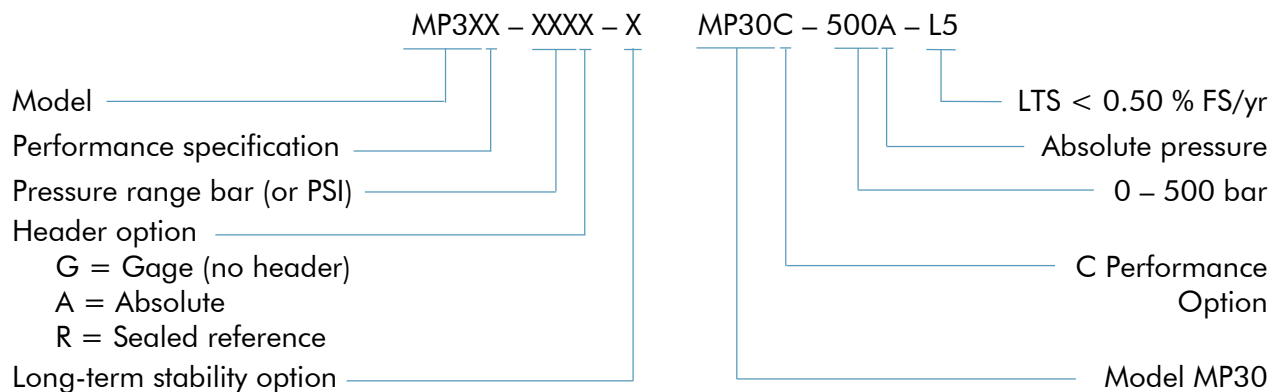 MP3XX – XXXX – X
Model
Performance specification
Pressure range bar (or PSI)
Header option
G = Gage (no header)
A = Absolute
R = Sealed reference
Long-term stability option
MP30C – 500A – L5
LTS < 0.50 % FS/yr
Absolute pressure
0 – 500 bar
C Performance
Option
Model MP30